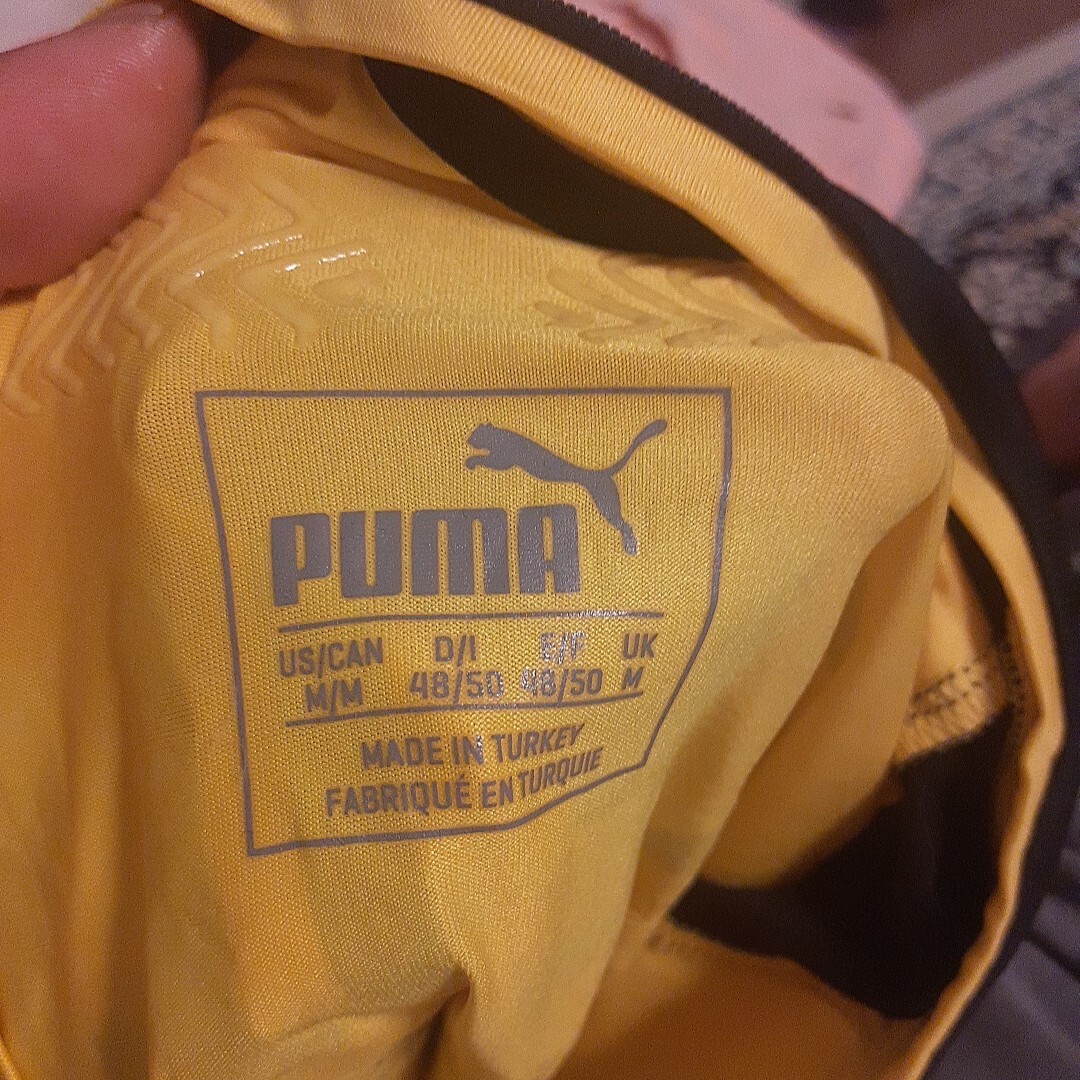 PUMA
US/CAN D/I E/F UK
M/M 48/50 48/50 M
MADE IN TURKEY
FABRIQUÉ EN TURQUIE